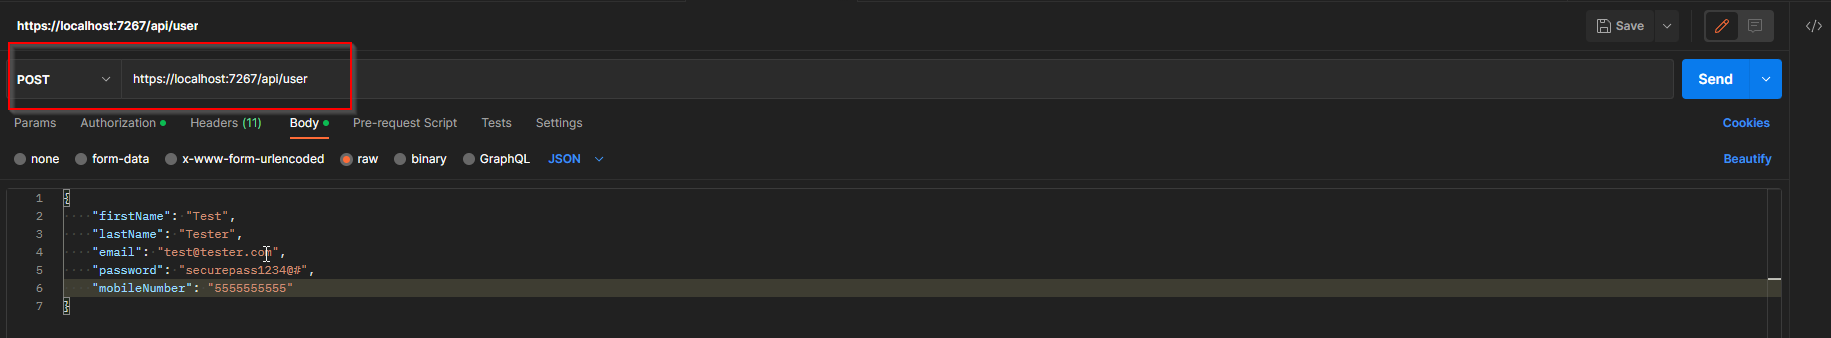 https://localhost:7267/api/user
Save
POST https://localhost:7267/api/user
Send
Params Authorization Headers (11) Body Pre-request Script Tests Settings Cookies
none form-data x-www-form-urlencoded raw binary GraphQL JSON Beautify
1 {
2 "firstName": "Test",
3 "lastName": "Tester",
4 "email": "test@tester.com",
5 "password": "securepass1234@#",
6 "mobileNumber": "5555555555"
7 }